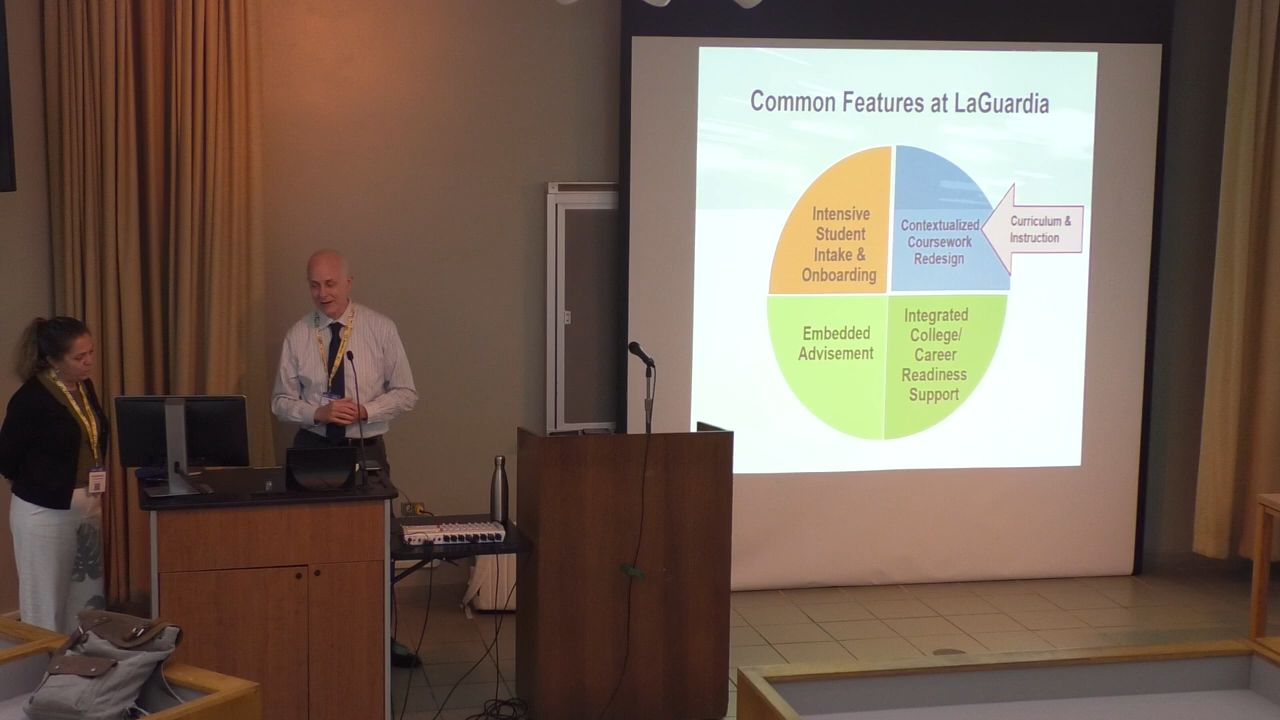 Common Features at LaGuardia
Intensive
Student
Intake &
Onboarding
Contextualized
Coursework
Redesign
Curriculum &
Instruction
Embedded
Advisement
Integrated
College/
Career
Readiness
Support